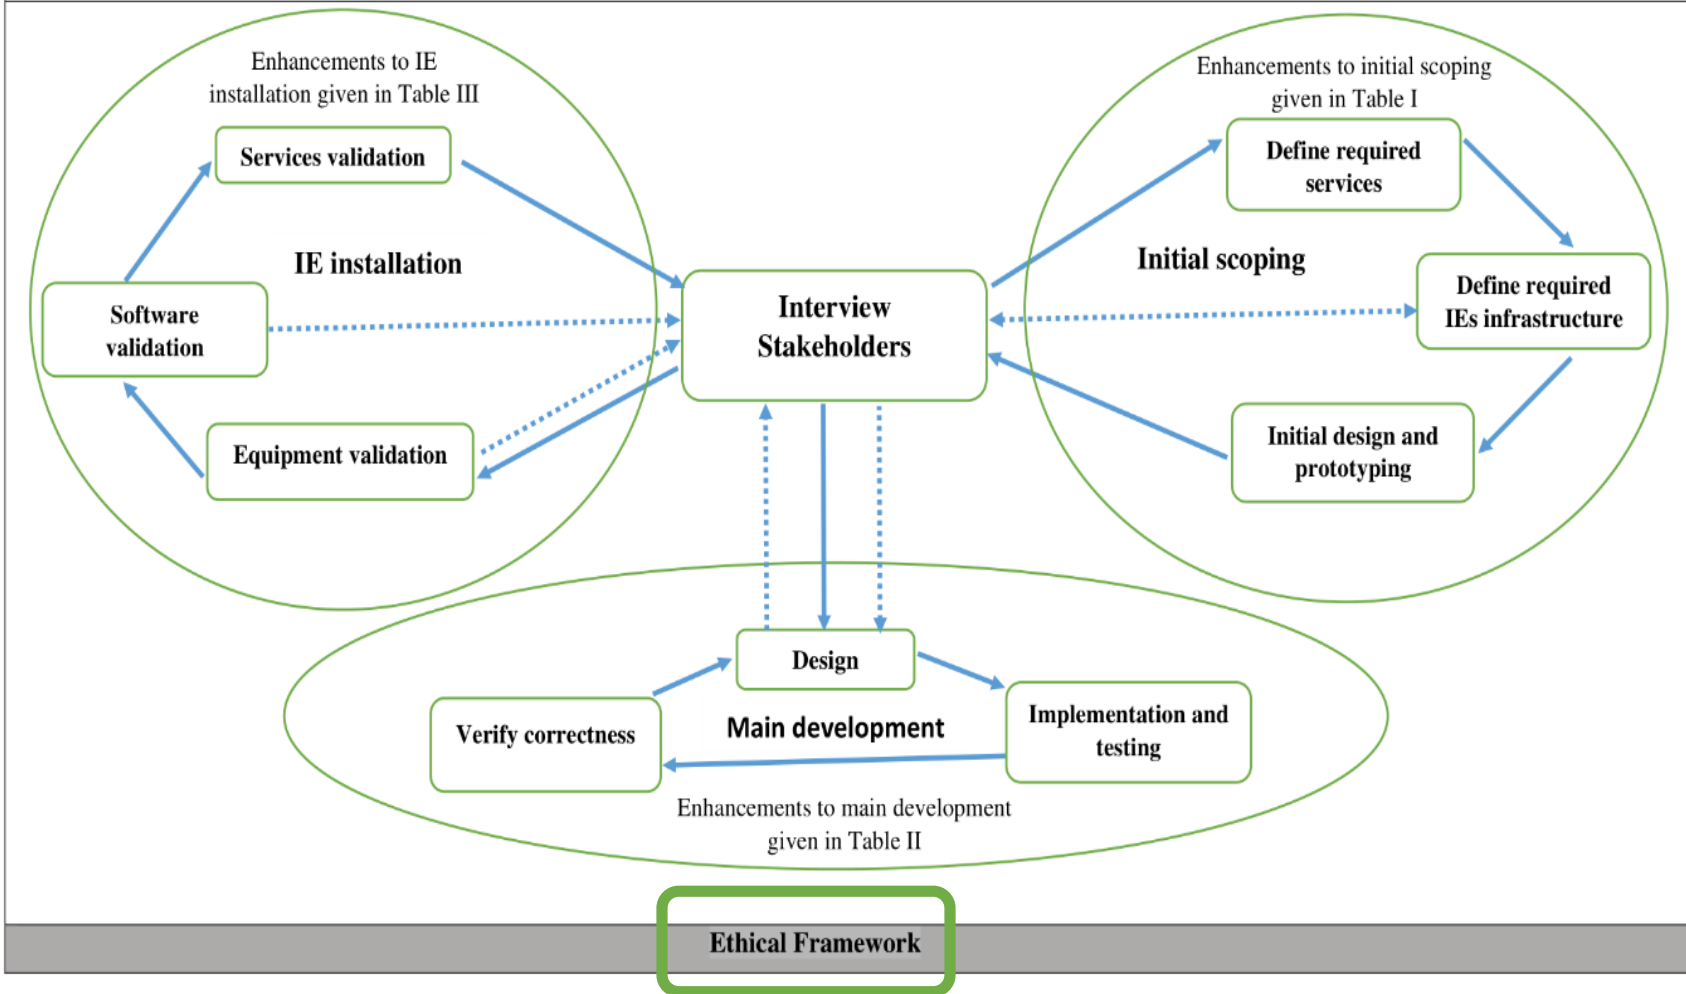 Enhancements to IE
installation given in Table III
Services validation
IE installation
Software
validation
Equipment validation
Interview
Stakeholders
Enhancements to initial scoping
given in Table I
Define required
services
Initial scoping
Define required
IEs infrastructure
Initial design and
prototyping
Design
Verify correctness
Main development
Implementation and
testing
Enhancements to main development
given in Table II
Ethical Framework